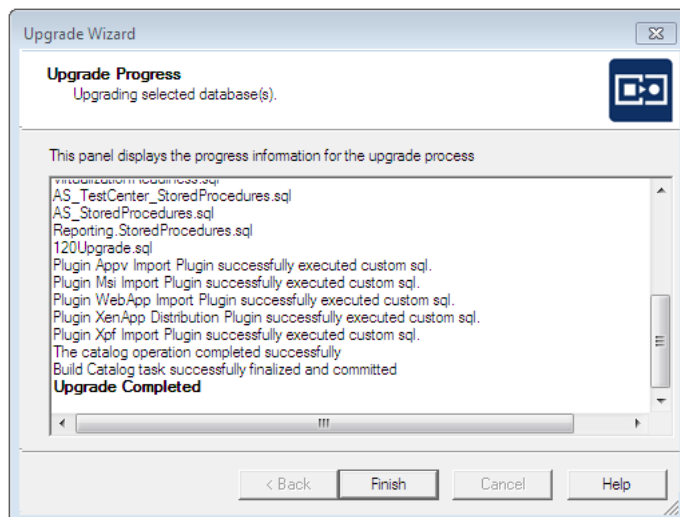 Upgrade Wizard
Upgrade Progress
Upgrading selected database(s).
This panel displays the progress information for the upgrade process
VirtualizationReadiness.sql
AS_TestCenter_StoredProcedures.sql
AS_StoredProcedures.sql
Reporting.StoredProcedures.sql
120Upgrade.sql
Plugin Appv Import Plugin successfully executed custom sql.
Plugin Msi Import Plugin successfully executed custom sql.
Plugin WebApp Import Plugin successfully executed custom sql.
Plugin XenApp Distribution Plugin successfully executed custom sql.
Plugin Xpf Import Plugin successfully executed custom sql.
The catalog operation completed successfully
Build Catalog task successfully finalized and committed
Upgrade Completed
< Back Finish Cancel Help